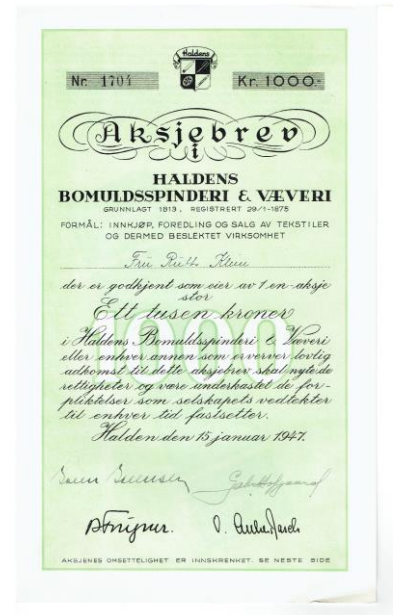 Haldens
Nr. 1704 Kr. 1000.-
Aksjebrev
i
HALDENS
BOMULDSSPINDERI & VÆVERI
GRUNNLAGT 1813, REGISTRERT 29/1-1875
FORMÅL: INNKJØP, FOREDLING OG SALG AV TEKSTILER
OG DERMED BESLEKTET VIRKSOMHET
Fru Ruth
der er godkjent som eier av 1 en-aksje
stor
Ett tusen kroner
1000
i Haldens Bomuldsspinderi & Væveri
eller enhver annen som erverver lovlig
adkomst til dette aksjebrev skal nyte de
rettigheter og være underkastet de for-
pliktelser som selskapets vedtekter
til enhver tid fastsetter.
Halden den 15 januar 1947.
AKSJENES OMSETTELIGHET ER INNSKRENKET. SE NESTE SIDE